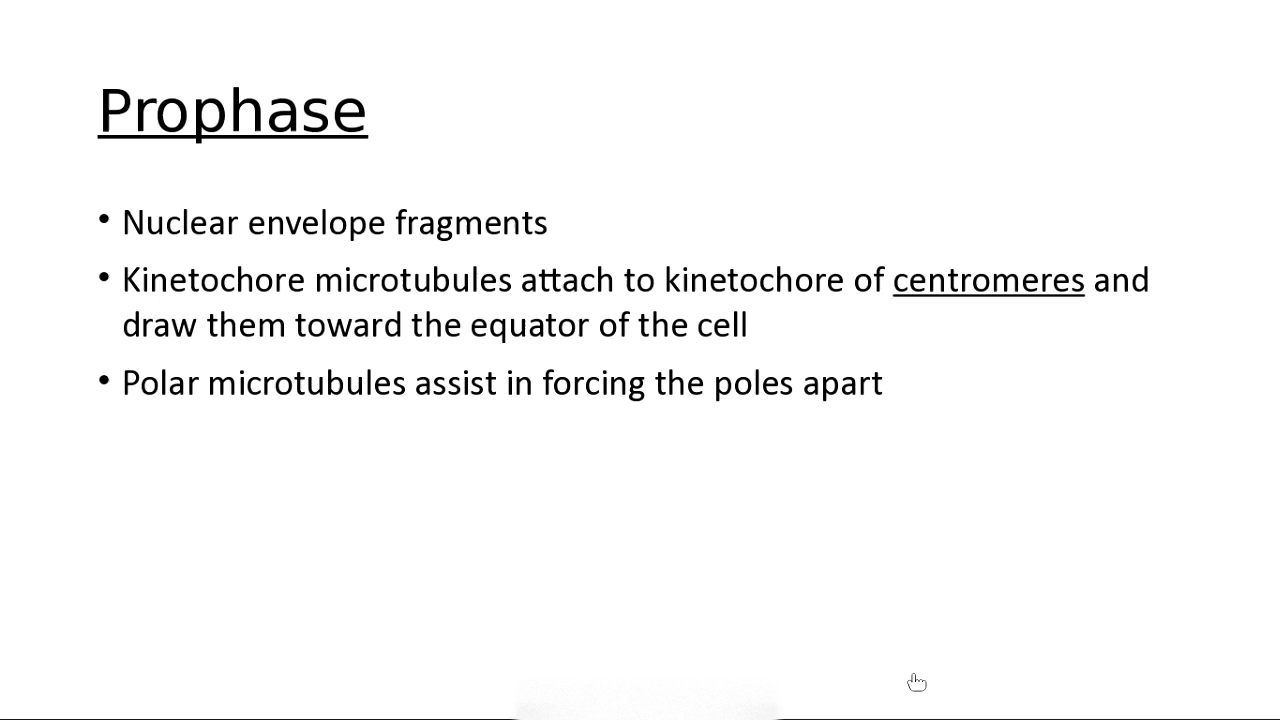 Prophase
• Nuclear envelope fragments
• Kinetochore microtubules attach to kinetochore of centromeres and
draw them toward the equator of the cell
• Polar microtubules assist in forcing the poles apart